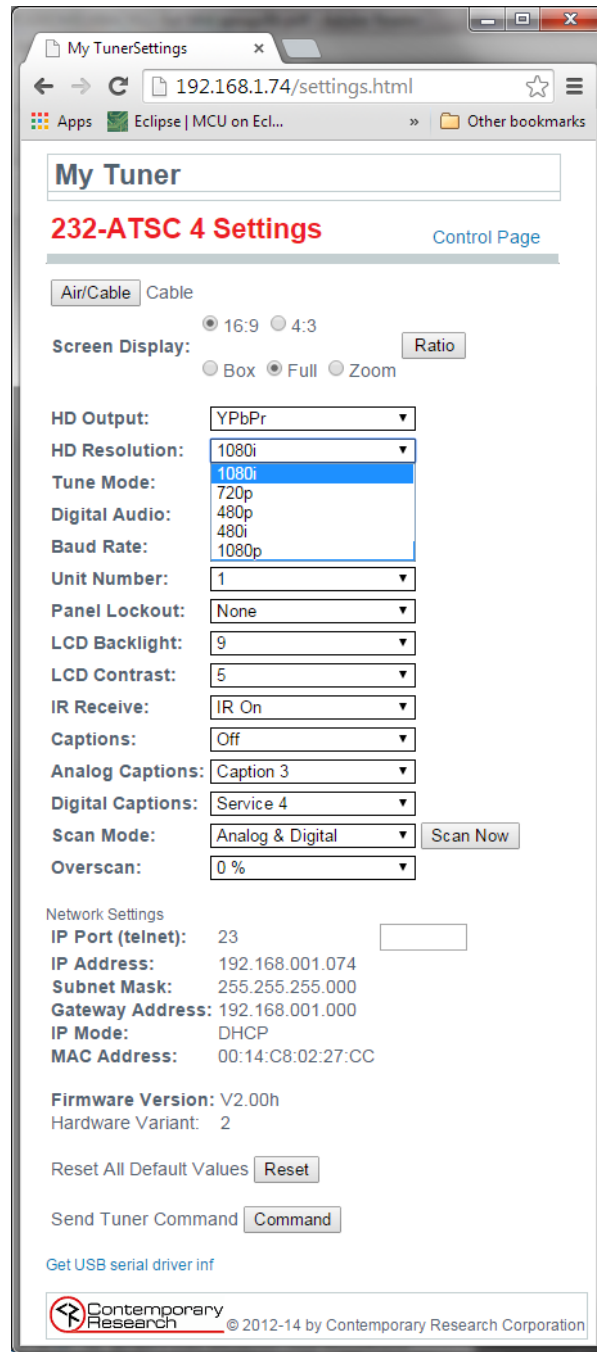 My TunerSettings
192.168.1.74/settings.html
Apps Eclipse | MCU on Ecl... » Other bookmarks
My Tuner
232-ATSC 4 Settings Control Page
Air/Cable Cable
16:9 4:3
Screen Display: Ratio
Box Full Zoom
HD Output: YPbPr
HD Resolution: 1080i
1080i
Tune Mode:
720p
480p
Digital Audio:
480i
Baud Rate:
1080p
Unit Number: 1
Panel Lockout: None
LCD Backlight: 9
LCD Contrast: 5
IR Receive: IR On
Captions: Off
Analog Captions: Caption 3
Digital Captions: Service 4
Scan Mode: Analog & Digital Scan Now
Overscan: 0 %
Network Settings
IP Port (telnet): 23
IP Address: 192.168.001.074
Subnet Mask: 255.255.255.000
Gateway Address: 192.168.001.000
IP Mode: DHCP
MAC Address: 00:14:C8:02:27:CC
Firmware Version: V2.00h
Hardware Variant: 2
Reset All Default Values Reset
Send Tuner Command Command
Get USB serial driver inf
Contemporary
Research © 2012-14 by Contemporary Research Corporation